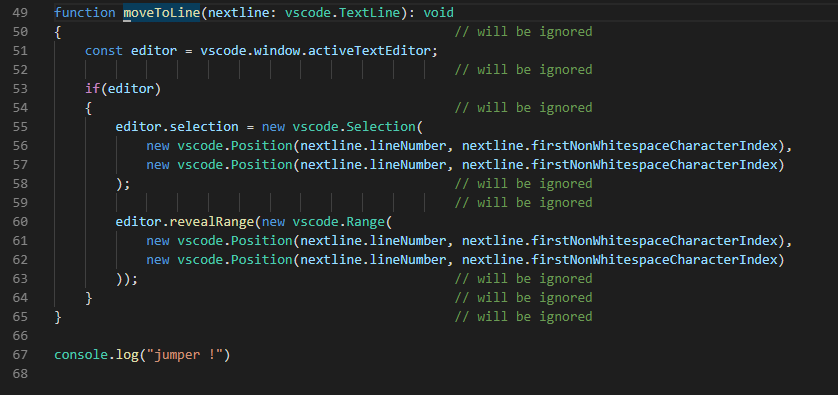 49 function moveToLine(nextline: vscode.TextLine): void
50 { // will be ignored
51 const editor = vscode.window.activeTextEditor;
52 // will be ignored
53 if(editor)
54 { // will be ignored
55 editor.selection = new vscode.Selection(
56 new vscode.Position(nextline.lineNumber, nextline.firstNonWhitespaceCharacterIndex),
57 new vscode.Position(nextline.lineNumber, nextline.firstNonWhitespaceCharacterIndex)
58 ); // will be ignored
59 // will be ignored
60 editor.revealRange(new vscode.Range(
61 new vscode.Position(nextline.lineNumber, nextline.firstNonWhitespaceCharacterIndex),
62 new vscode.Position(nextline.lineNumber, nextline.firstNonWhitespaceCharacterIndex)
63 )); // will be ignored
64 } // will be ignored
65 } // will be ignored
66
67 console.log("jumper !")
68